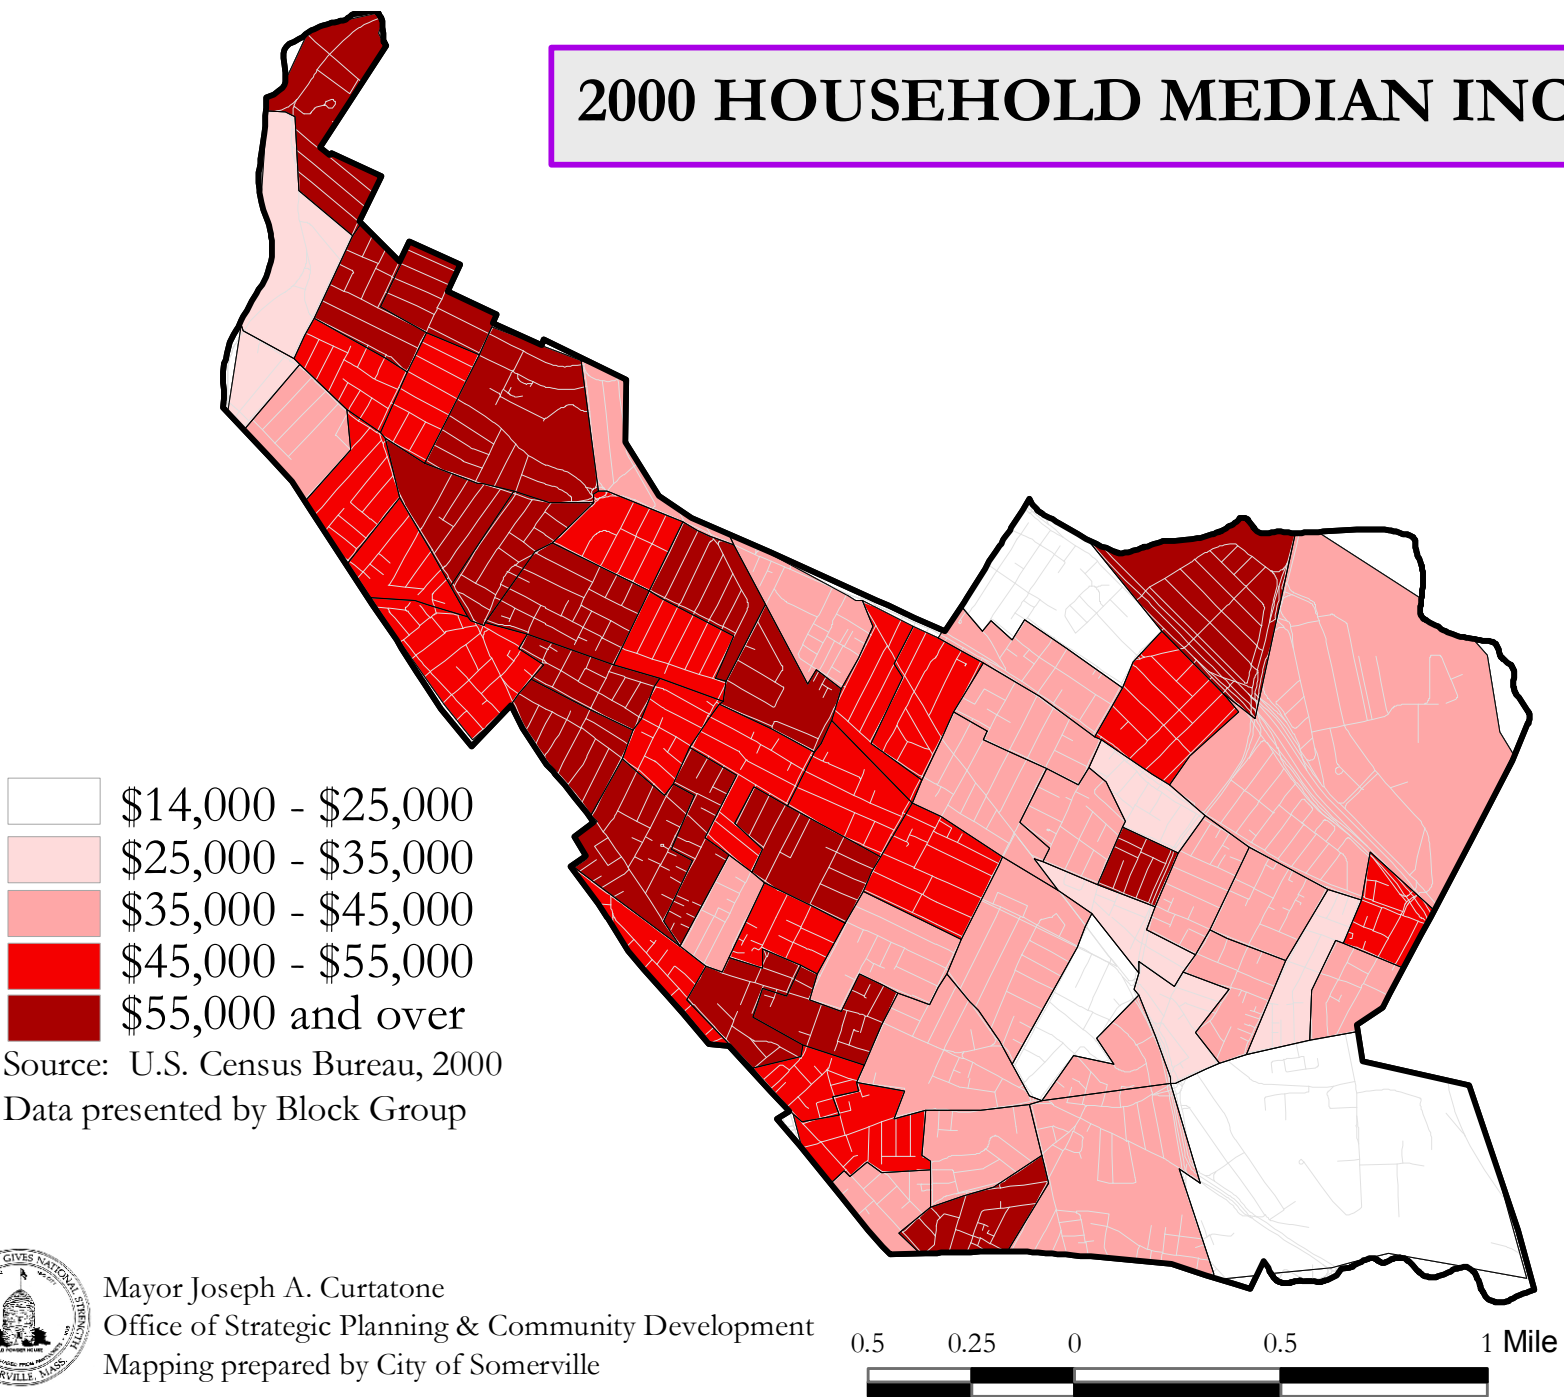 2000 HOUSEHOLD MEDIAN INC
$14,000 - $25,000
$25,000 - $35,000
$35,000 - $45,000
$45,000 - $55,000
$55,000 and over
Source: U.S. Census Bureau, 2000
Data presented by Block Group
GIVES NATIONAL STRENGTH
Mayor Joseph A. Curtatone
Office of Strategic Planning & Community Development
Mapping prepared by City of Somerville
0.5 0.25 0 0.5 1 Mile